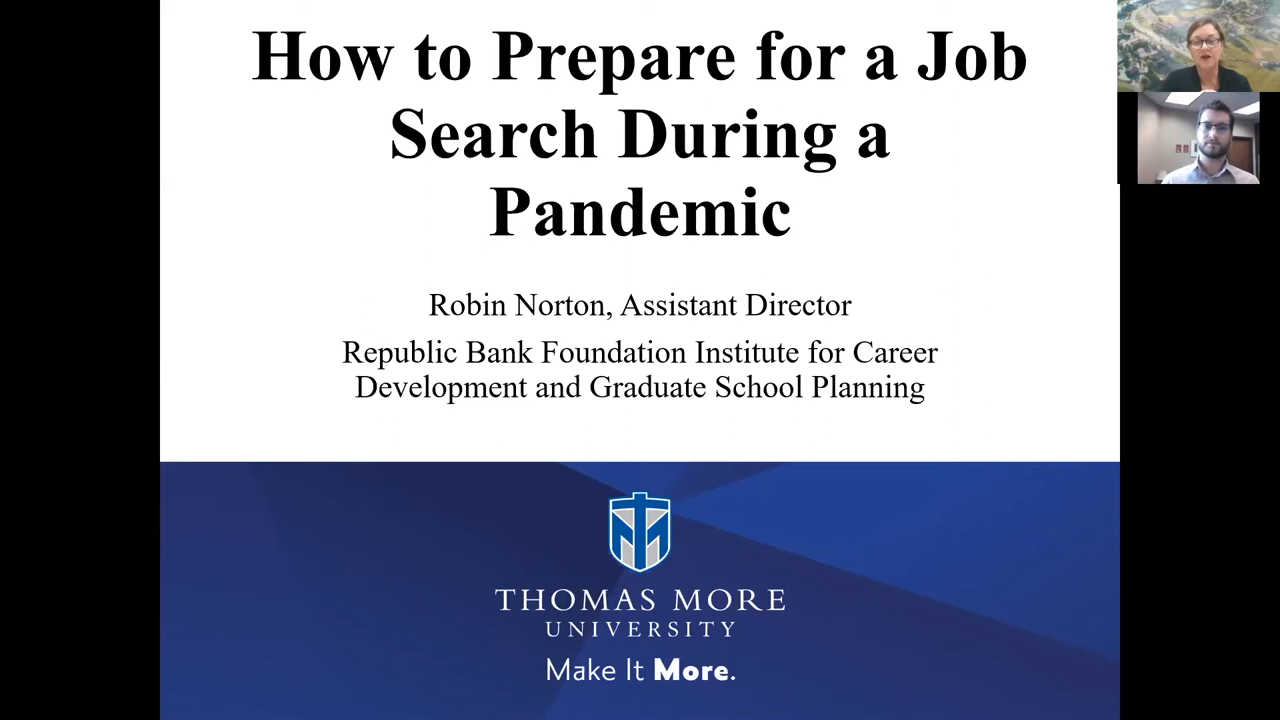 How to Prepare for a Job
Search During a
Pandemic
Robin Norton, Assistant Director
Republic Bank Foundation Institute for Career
Development and Graduate School Planning
THOMAS MORE
UNIVERSITY
Make It More.